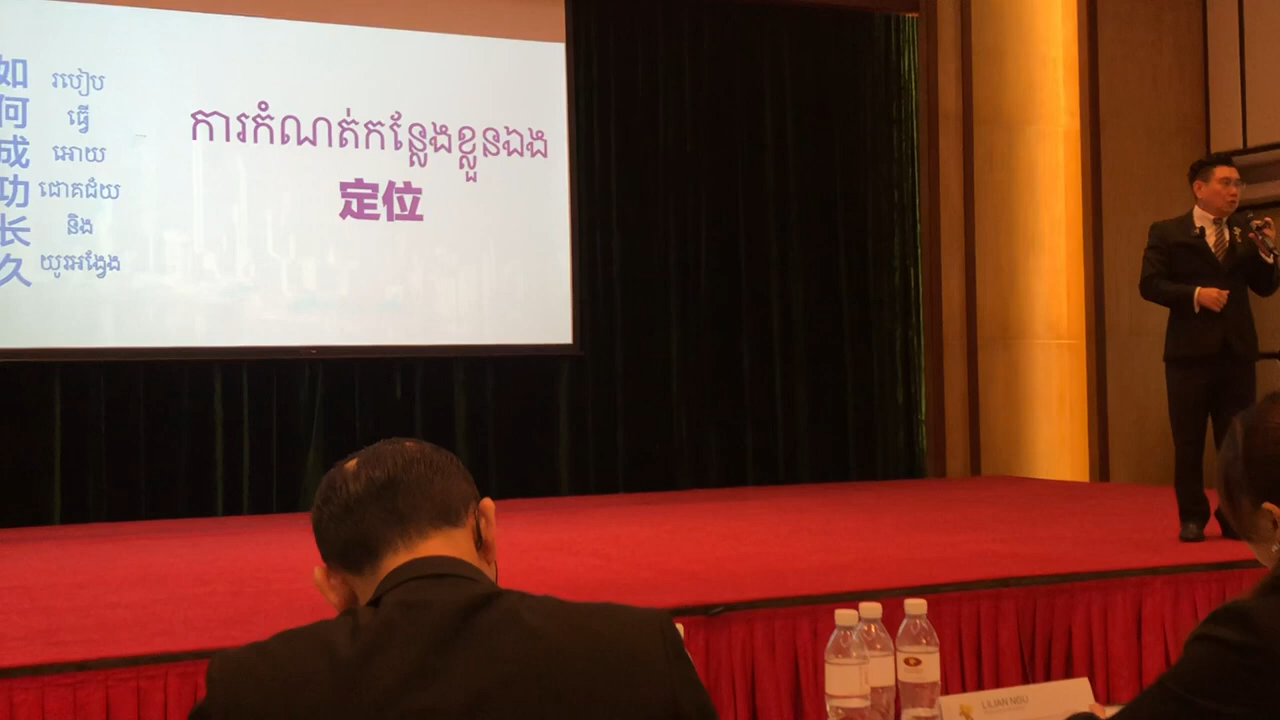 如
何
成
功
长
久
របៀប
ធ្វើ
អោយ
ជោគជ័យ
និង
យូរអង្វែង
ការកំណត់កន្លែងខ្លួនឯង
定位
LILIAN NGU